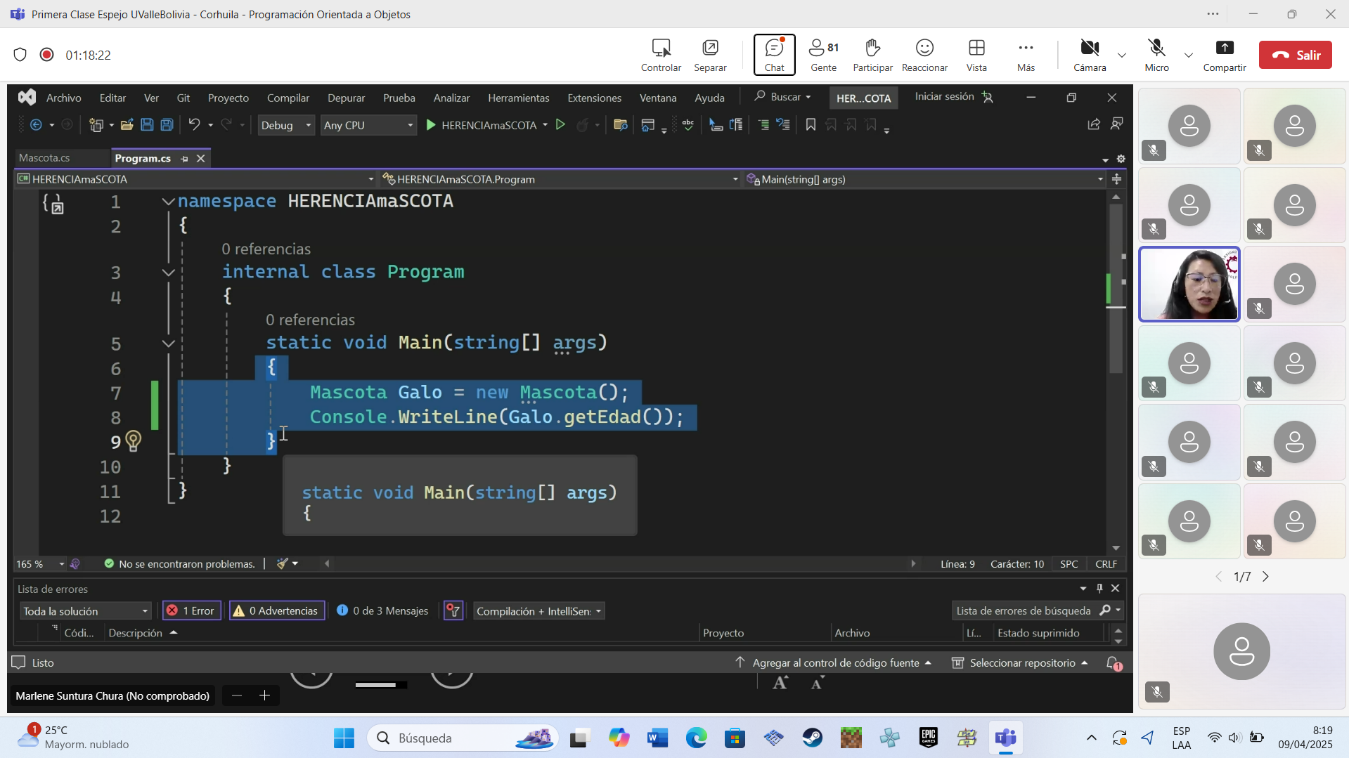 Primera Clase Espejo UValleBolivia - Corhuila - Programación Orientada a Objetos
01:18:22
Controlar
Separar
Chat
81
Gente
Participar
Reaccionar
Vista
Más
Cámara
Micro
Compartir
Salir
Archivo Editar Ver Git Proyecto Compilar Depurar Prueba Analizar Herramientas Extensiones Ventana Ayuda Buscar HER...COTA Iniciar sesión
Debug Any CPU HERENCIAmaSCOTA
Mascota.cs Program.cs
HERENCIAmaSCOTA HERENCIAmaSCOTA.Program Main(string[] args)
1 namespace HERENCIAmaSCOTA
2 {
0 referencias
3 internal class Program
4 {
0 referencias
5 static void Main(string[] args)
6 {
7 Mascota Galo = new Mascota();
8 Console.WriteLine(Galo.getEdad());
9 }
10 }
11 }
12
static void Main(string[] args)
{
165 % No se encontraron problemas. Línea: 9 Carácter: 10 SPC CRLF
Lista de errores
Toda la solución 1 Error 0 Advertencias 0 de 3 Mensajes Compilación + IntelliSen: Lista de errores de búsqueda
Códi... Descripción Proyecto Archivo Lí... Estado suprimido
Listo Agregar al control de código fuente Seleccionar repositorio 1
Marlene Suntura Chura (No comprobado)
A A
1/7
1
25°C
Mayorm. nublado
Búsqueda
EPIC GAMES
ESP
LAA
8:19
09/04/2025